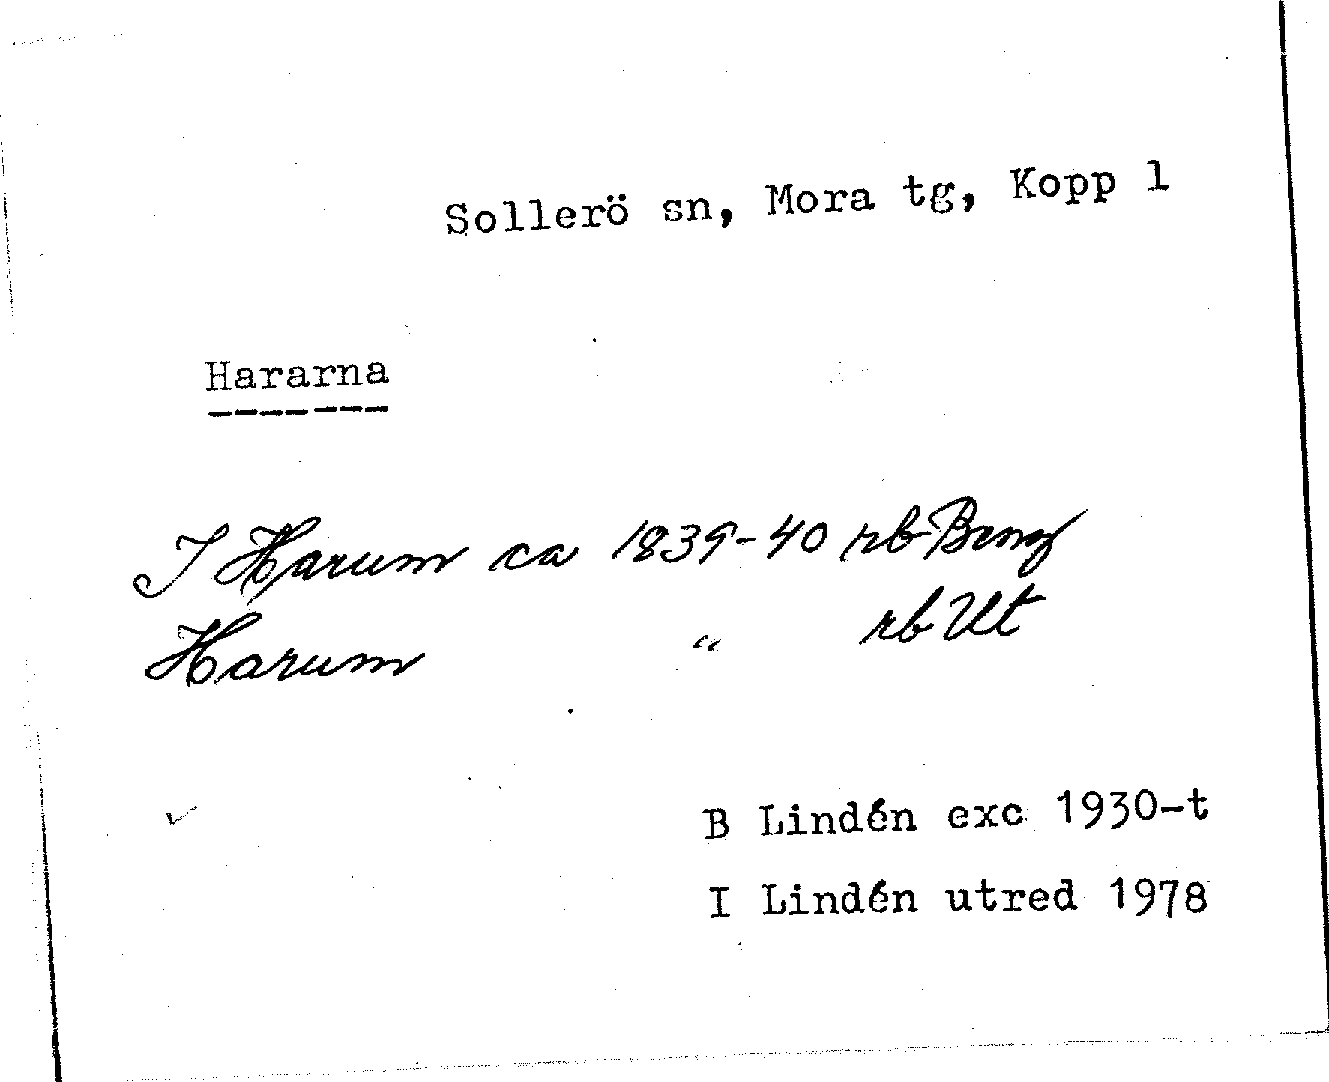 Sollerö sn, Mora tg, Kopp l
Hararna
I Harum ca 1839-40 rb Beng
Harum " rb Ut
B Lindén exc 1930-t
I Lindén utred 1978